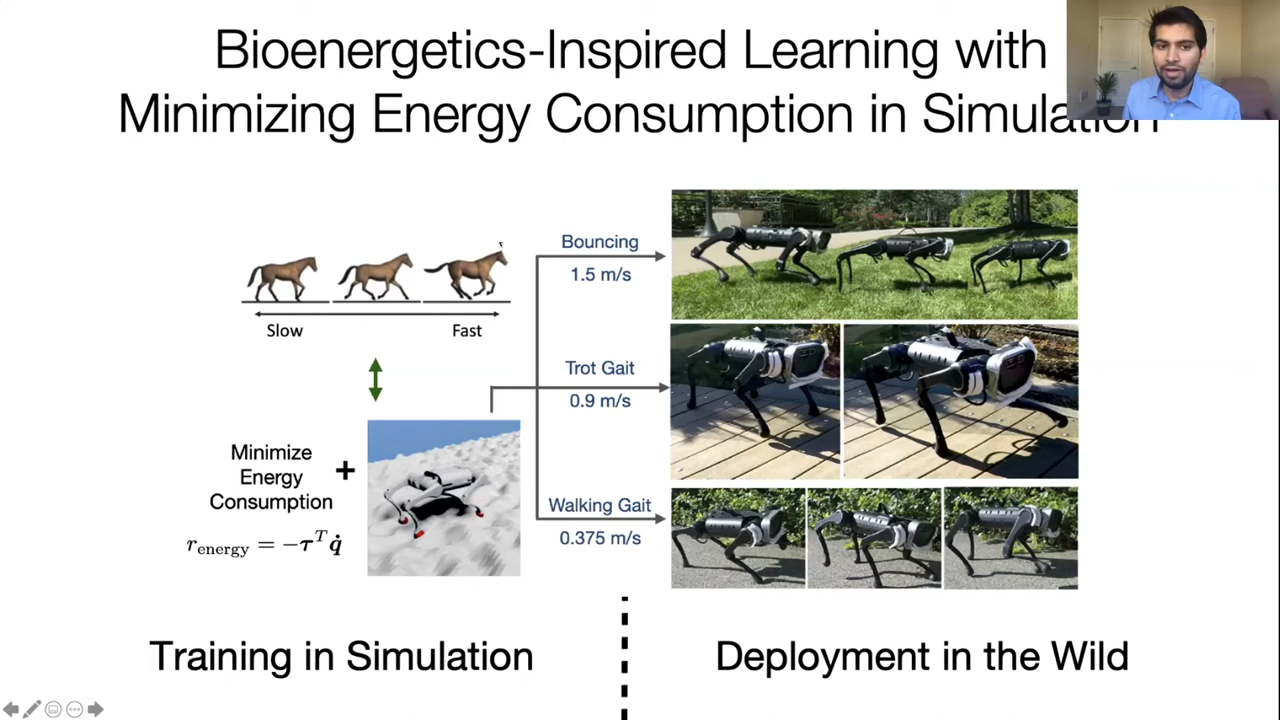 Bioenergetics-Inspired Learning with
Minimizing Energy Consumption in Simulation
Slow
Fast
Minimize
Energy
Consumption
+
r_energy = −τ^T q̇
Bouncing
1.5 m/s
Trot Gait
0.9 m/s
Walking Gait
0.375 m/s
Training in Simulation
Deployment in the Wild